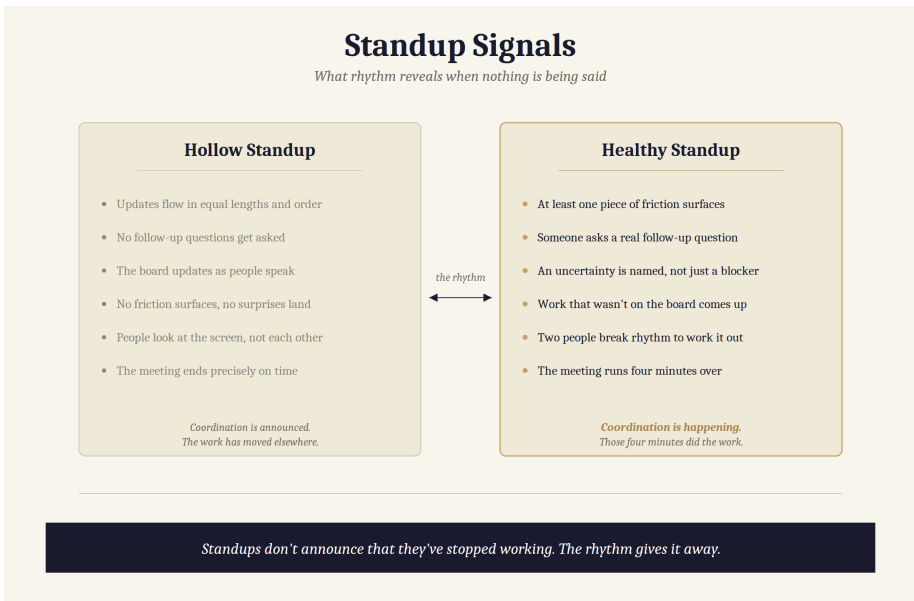 Standup Signals
What rhythm reveals when nothing is being said
Hollow Standup
Updates flow in equal lengths and order
No follow-up questions get asked
The board updates as people speak
No friction surfaces, no surprises land
People look at the screen, not each other
The meeting ends precisely on time
Coordination is announced.
The work has moved elsewhere.
the rhythm
Healthy Standup
At least one piece of friction surfaces
Someone asks a real follow-up question
An uncertainty is named, not just a blocker
Work that wasn't on the board comes up
Two people break rhythm to work it out
The meeting runs four minutes over
Coordination is happening.
Those four minutes did the work.
Standups don't announce that they've stopped working. The rhythm gives it away.